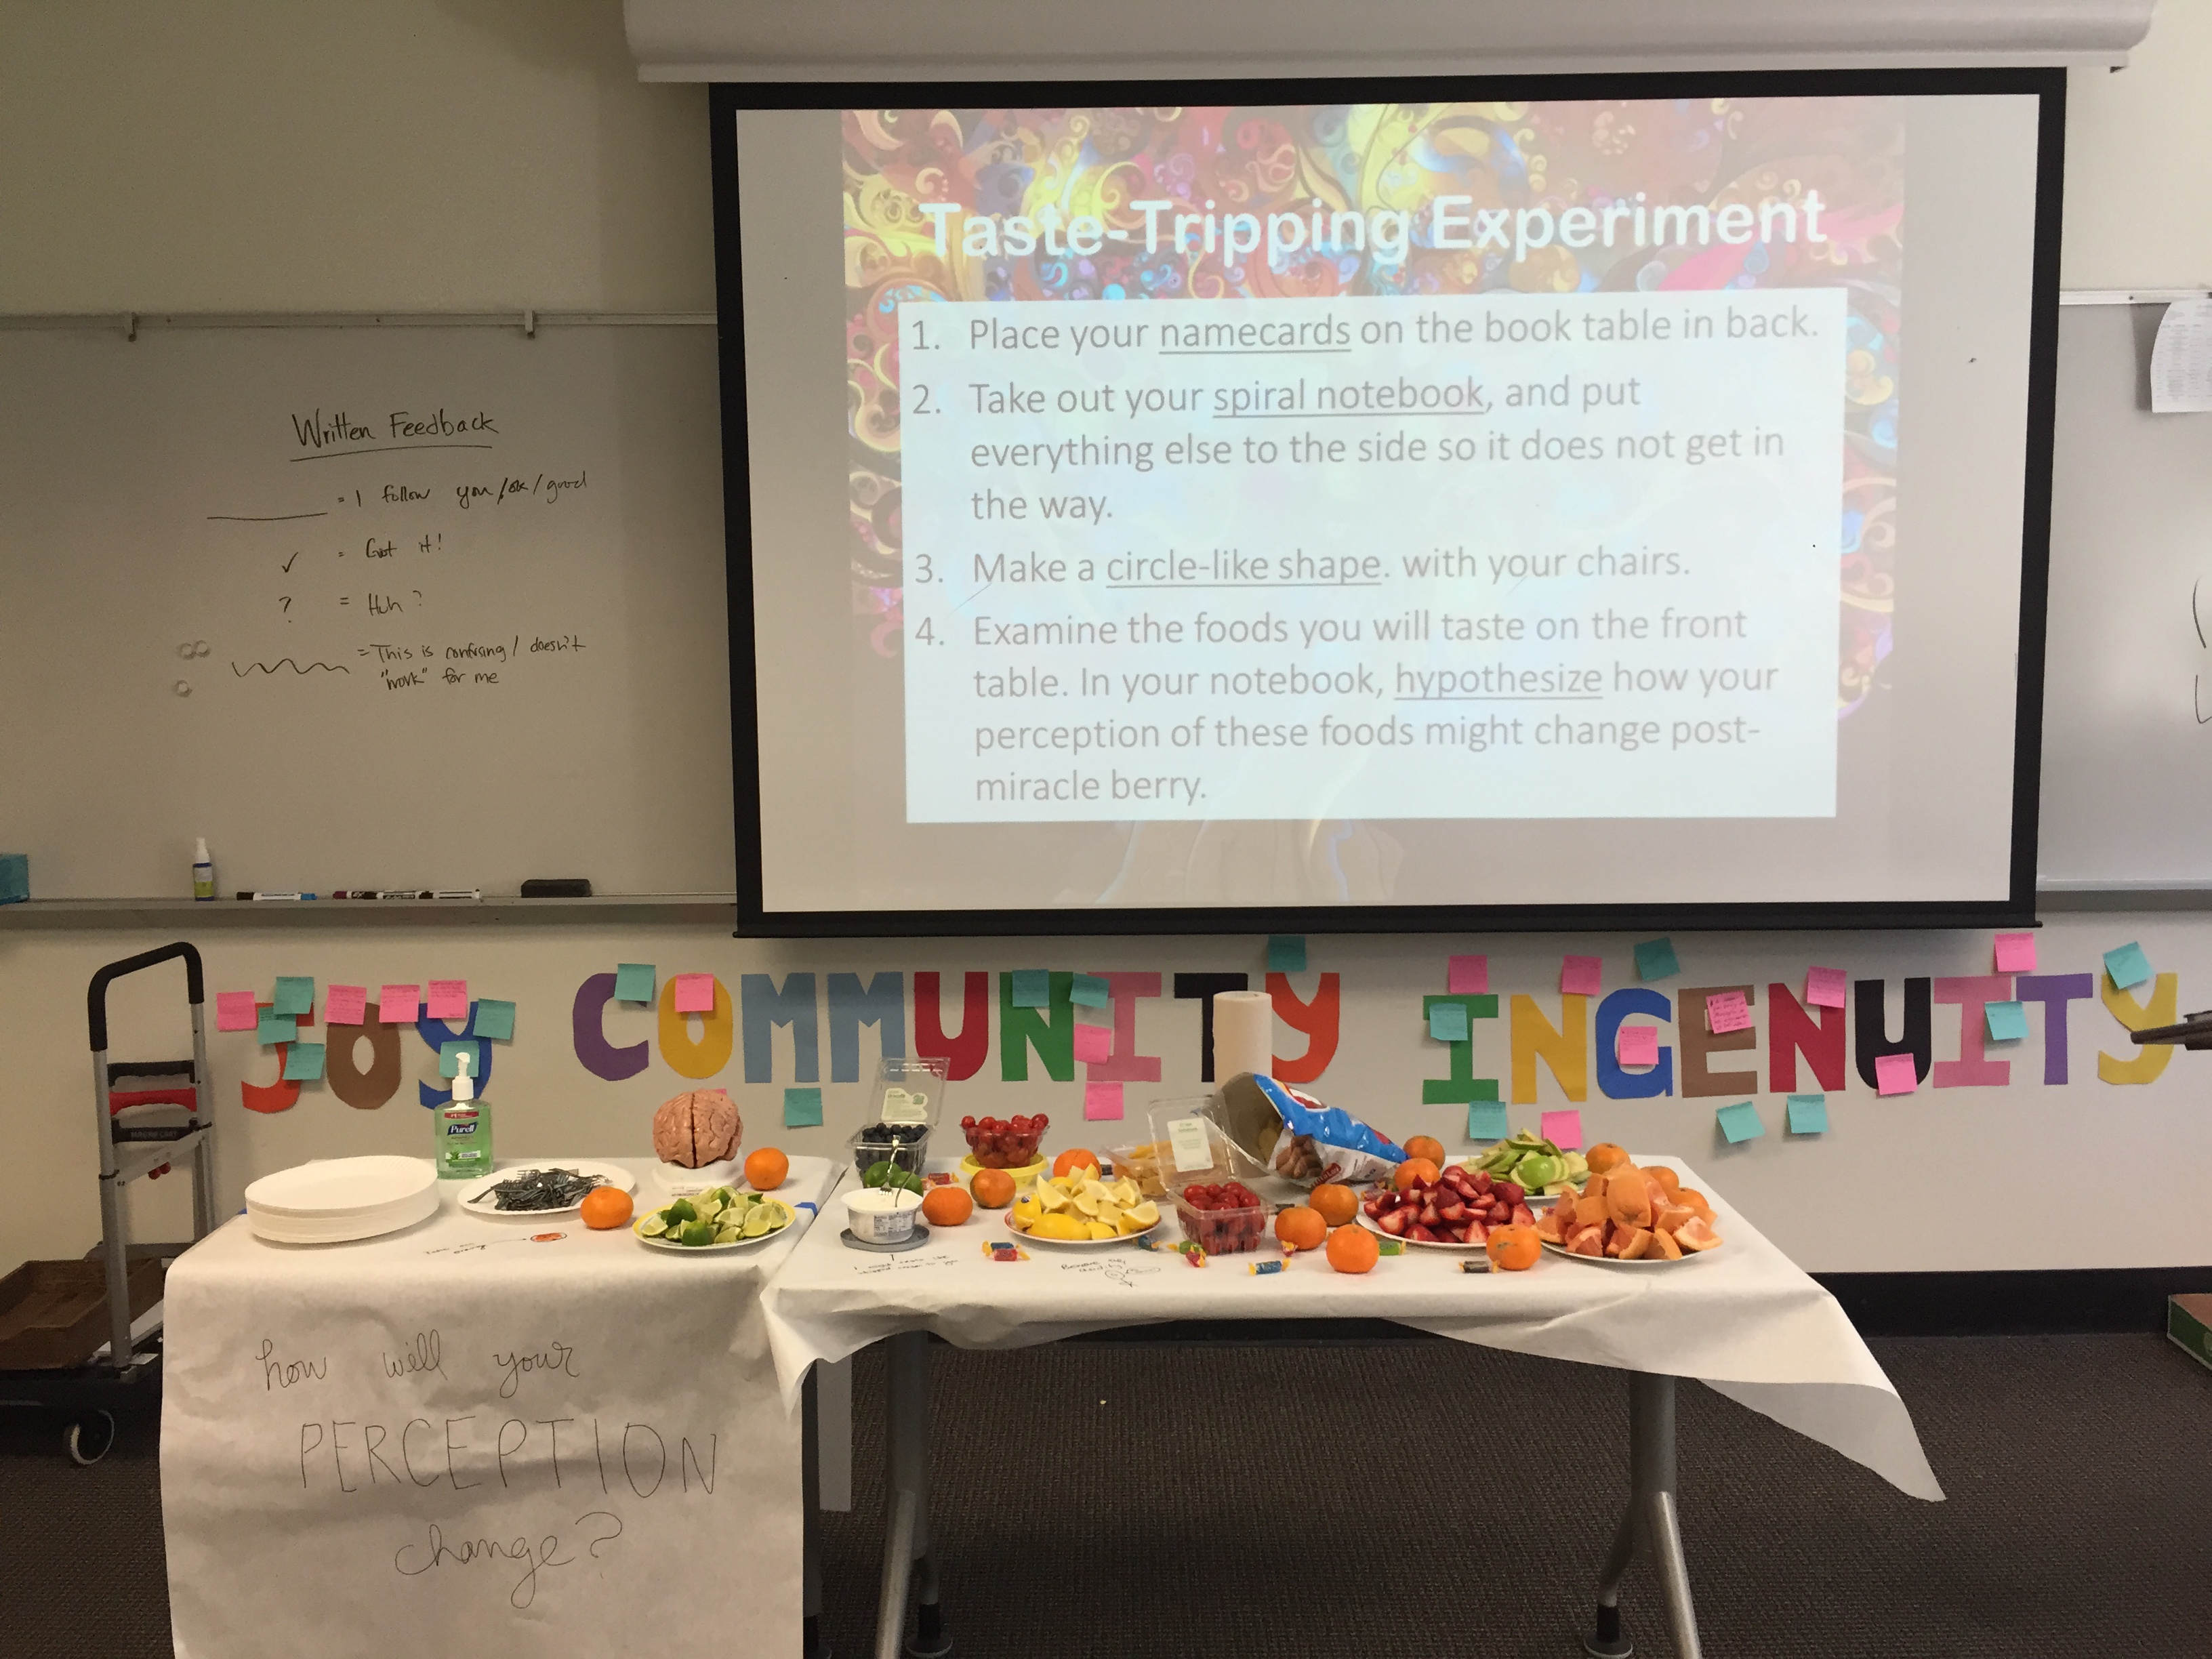 Taste-Tripping Experiment
1. Place your namecards on the book table in back.
2. Take out your spiral notebook, and put
everything else to the side so it does not get in
the way.
3. Make a circle-like shape. with your chairs.
4. Examine the foods you will taste on the front
table. In your notebook, hypothesize how your
perception of these foods might change post-
miracle berry.
Written Feedback
= I follow you/ok/good
✓ = Got it!
? = Huh?
= This is confusing / doesn't
"work" for me
JOY COMMUNITY INGENUITY
Purell
how will your
PERCEPTION
change?